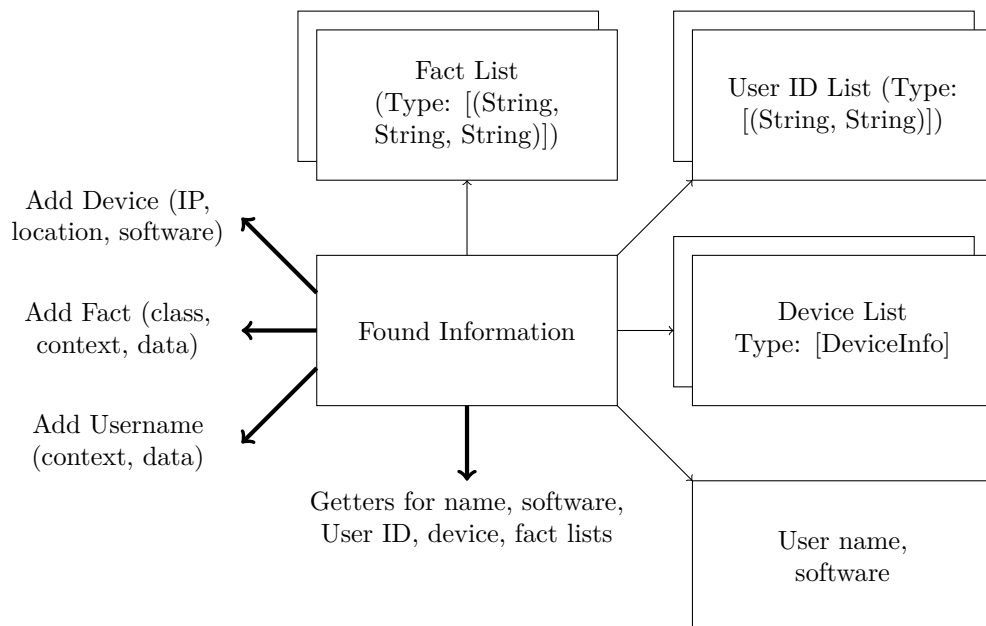 Fact List
(Type: [(String,
String, String)])
User ID List (Type:
[(String, String)])
Add Device (IP,
location, software)
Add Fact (class,
context, data)
Found Information
Device List
Type: [DeviceInfo]
Add Username
(context, data)
Getters for name, software,
User ID, device, fact lists
User name,
software